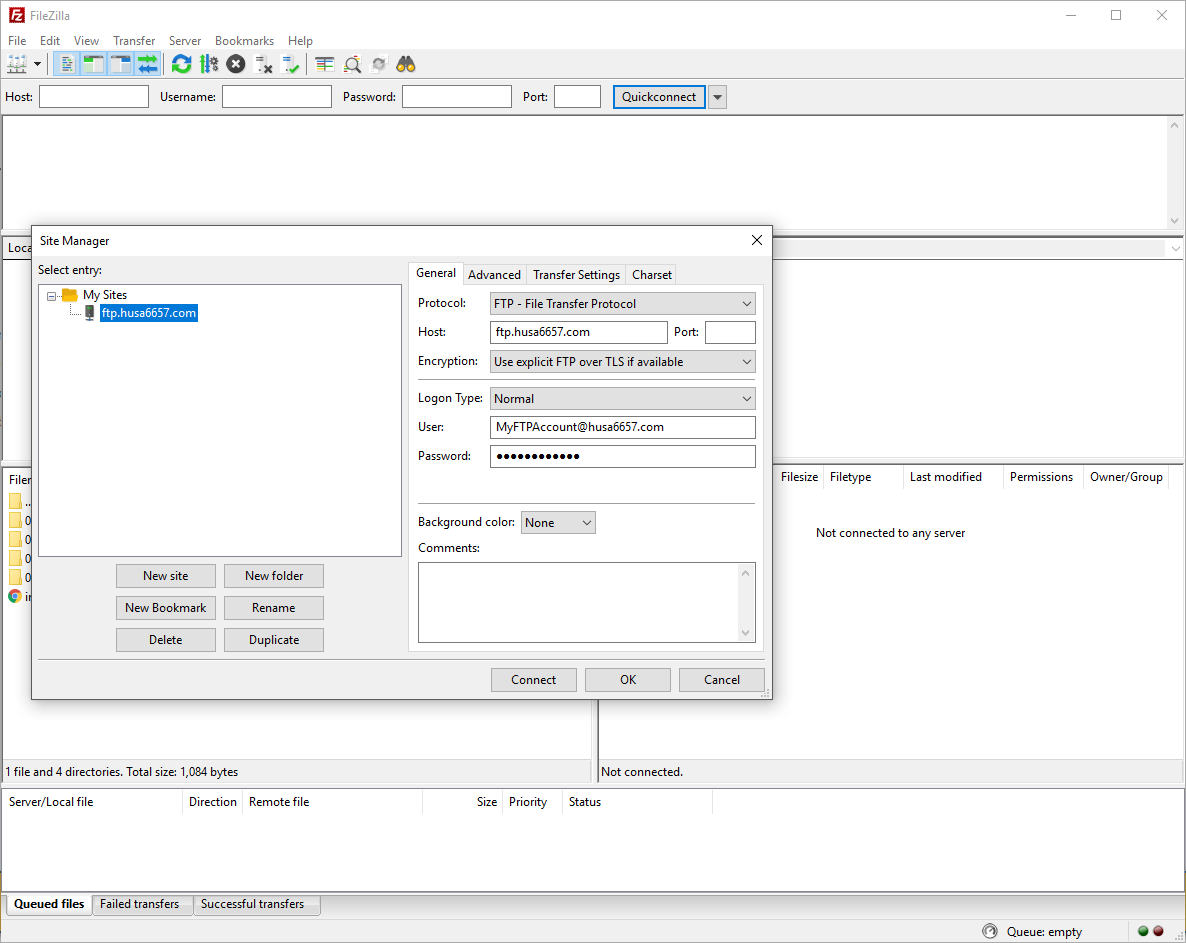 FileZilla
File Edit View Transfer Server Bookmarks Help
Host: Username: Password: Port: Quickconnect
Site Manager
Select entry:
My Sites
ftp.husa6657.com
New site New folder
New Bookmark Rename
Delete Duplicate
General Advanced Transfer Settings Charset
Protocol: FTP - File Transfer Protocol
Host: ftp.husa6657.com Port:
Encryption: Use explicit FTP over TLS if available
Logon Type: Normal
User: MyFTPAccount@husa6657.com
Password: ●●●●●●●●●●●●
Background color: None
Comments:
Connect OK Cancel
Filesize Filetype Last modified Permissions Owner/Group
..
0
0
0
0
Not connected to any server
1 file and 4 directories. Total size: 1,084 bytes
Not connected.
Server/Local file Direction Remote file Size Priority Status
Queued files Failed transfers Successful transfers
Queue: empty